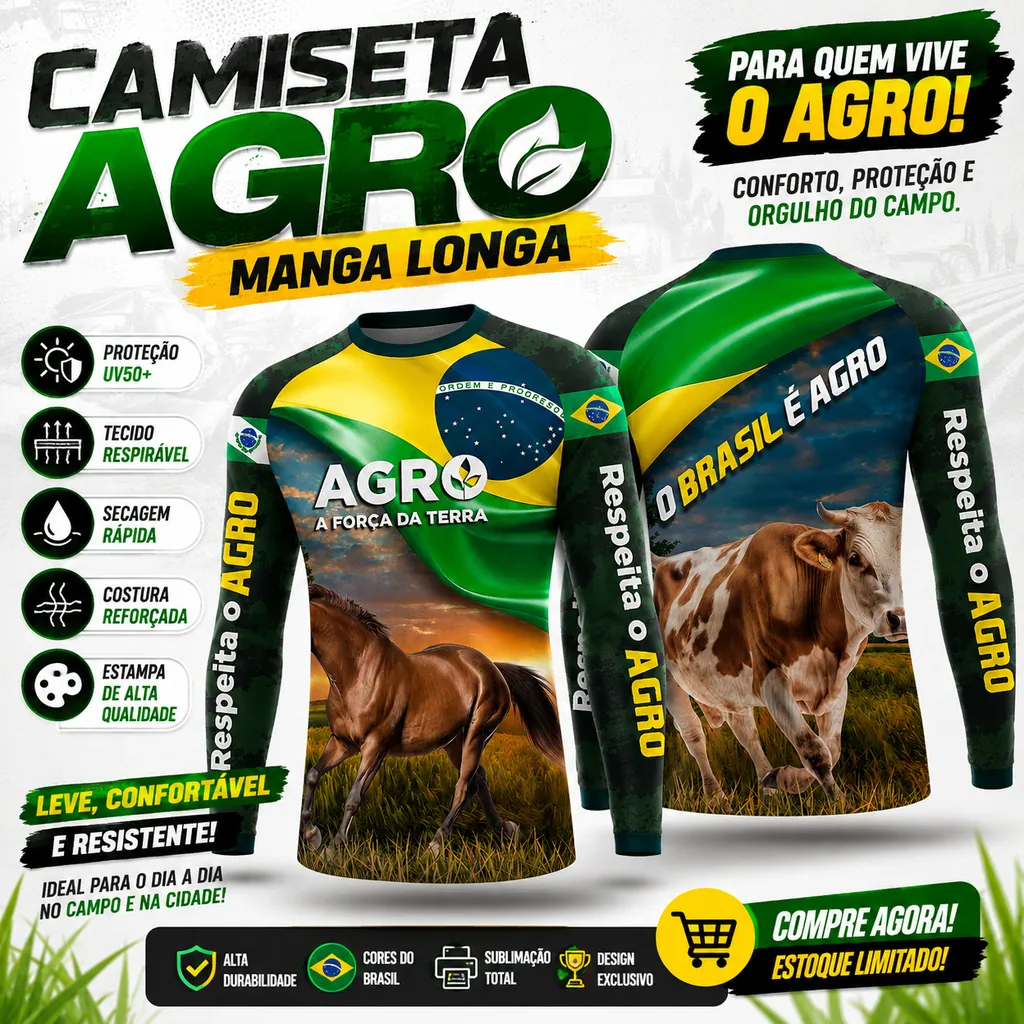 CAMISETA
AGRO
MANGA LONGA
PARA QUEM VIVE
O AGRO!
CONFORTO, PROTEÇÃO E
ORGULHO DO CAMPO.
PROTEÇÃO
UV50+
TECIDO
RESPIRÁVEL
SECAGEM
RÁPIDA
COSTURA
REFORÇADA
ESTAMPA
DE ALTA
QUALIDADE
ORDEM E PROGRESO
AGRO
A FORÇA DA TERRA
Respeita o AGRO
Respeita o AGRO
O BRASIL É AGRO
Respeita o AGRO
LEVE, CONFORTÁVEL
E RESISTENTE!
IDEAL PARA O DIA A DIA
NO CAMPO E NA CIDADE!
ALTA
DURABILIDADE
CORES DO
BRASIL
SUBLIMAÇÃO
TOTAL
DESIGN
EXCLUSIVO
COMPRE AGORA!
ESTOQUE LIMITADO!